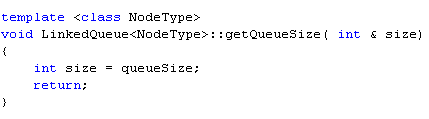 template <class NodeType>
void LinkedQueue<NodeType>::getQueueSize( int & size)
{
    int size = queueSize;
    return;
}